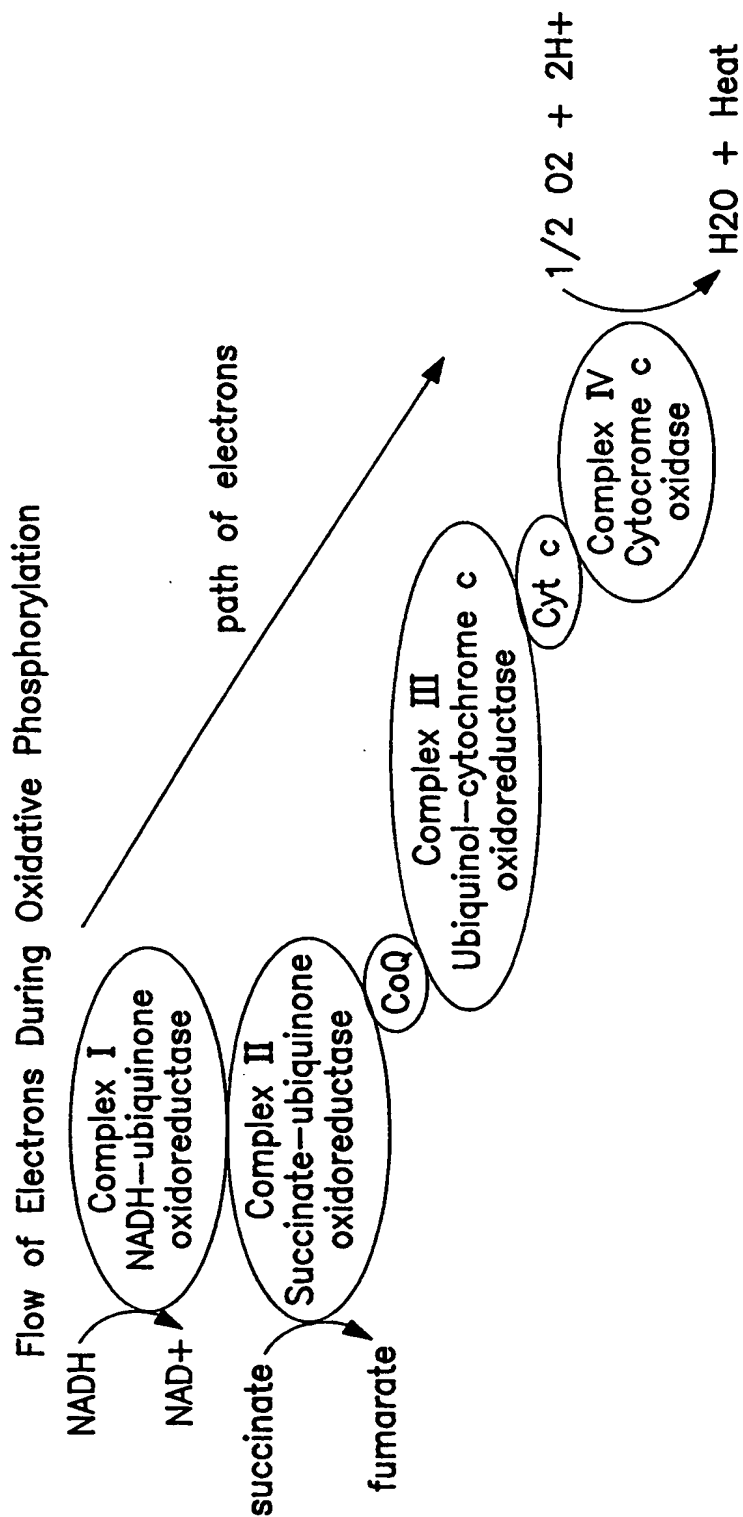 Flow of Electrons During Oxidative Phosphorylation
NADH
NAD+
Complex I
NADH-ubiquinone
oxidoreductase
succinate
fumarate
Complex II
Succinate-ubiquinone
oxidoreductase
CoQ
path of electrons
Complex III
Ubiquinol-cytochrome c
oxidoreductase
Cyt c
Complex IV
Cytocrome c
oxidase
1/2 O2 + 2H+
H2O + Heat